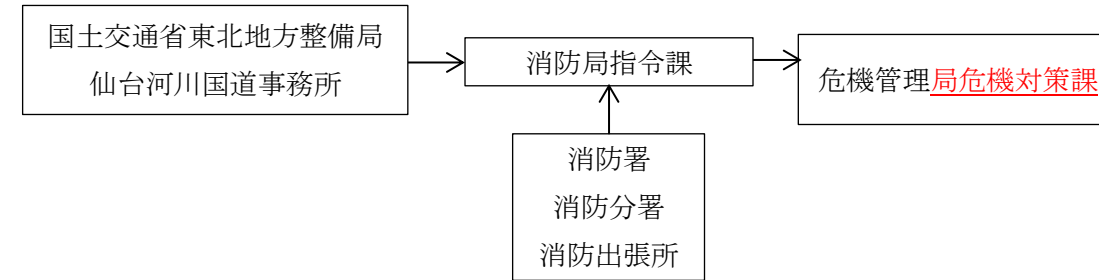 国土交通省東北地方整備局
仙台河川国道事務所
消防局指令課
危機管理局危機対策課
消防署
消防分署
消防出張所